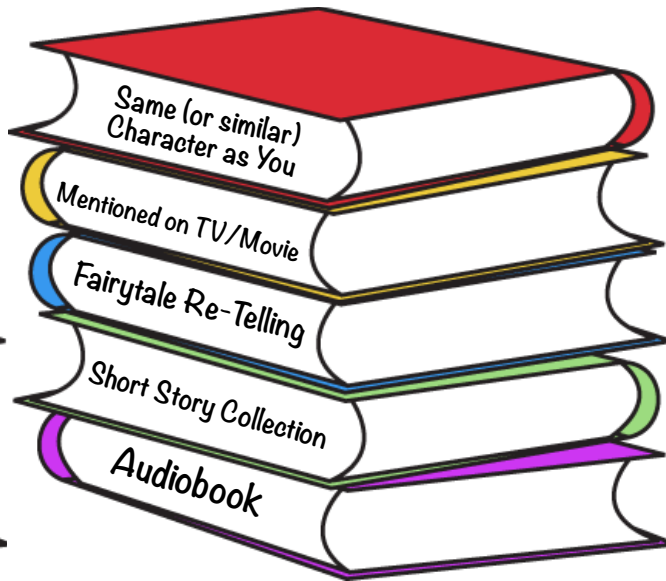 Same (or similar)
Character as You
Mentioned on TV/Movie
Fairytale Re-Telling
Short Story Collection
Audiobook